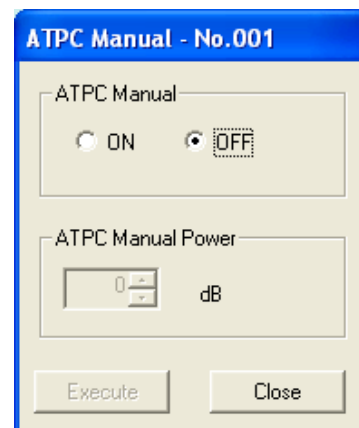 ATPC Manual - No.001
ATPC Manual
ON OFF
ATPC Manual Power
0 dB
Execute Close